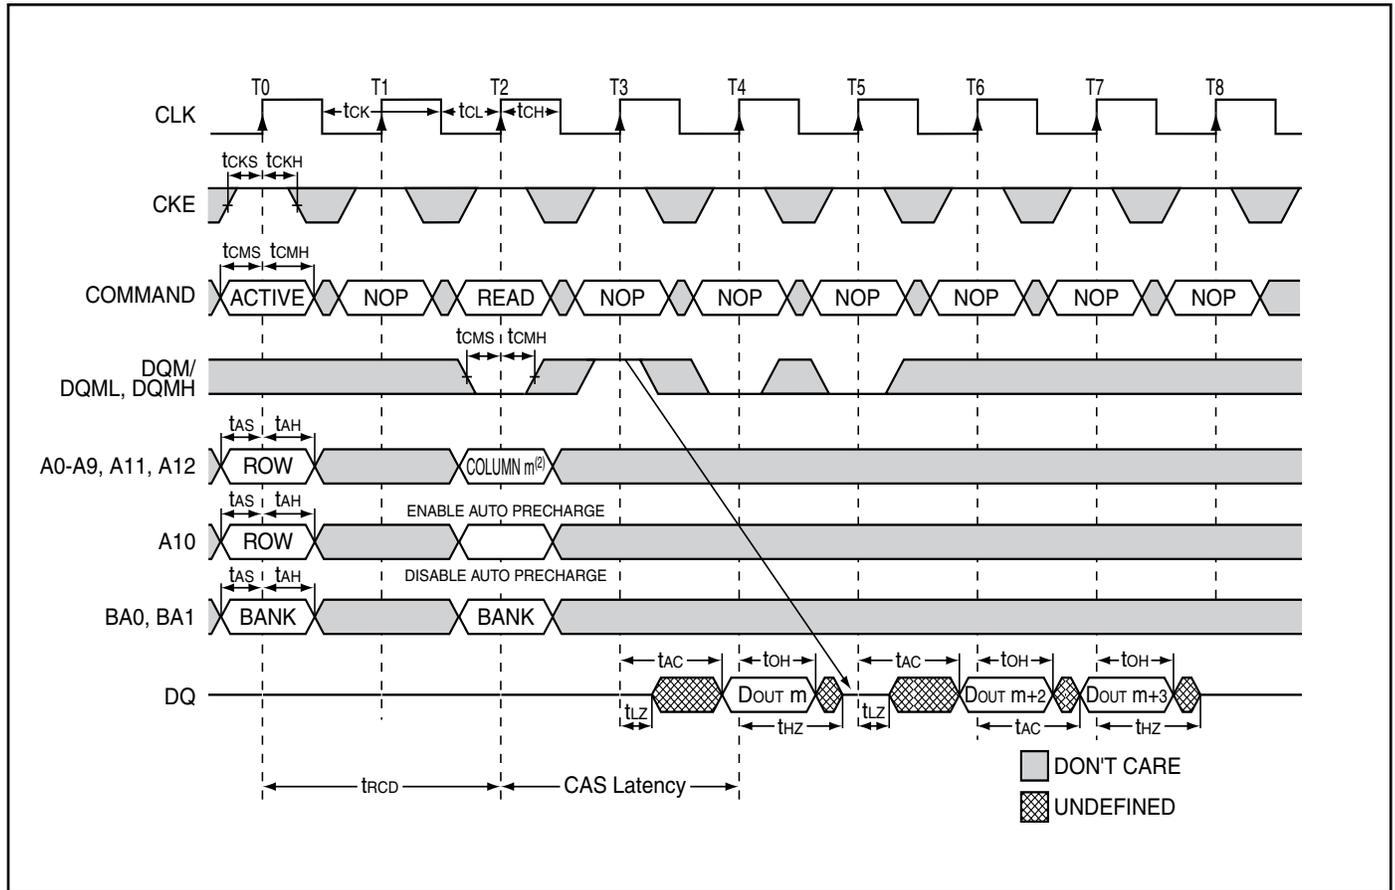 T0 T1 T2 T3 T4 T5 T6 T7 T8
CLK tCK tCL tCH
tCKS tCKH
CKE
tCMS tCMH
COMMAND ACTIVE NOP READ NOP NOP NOP NOP NOP NOP
tCMS tCMH
DQM/
DQML, DQMH
tAS tAH
A0-A9, A11, A12 ROW COLUMN m(2)
tAS tAH ENABLE AUTO PRECHARGE
A10 ROW
tAS tAH DISABLE AUTO PRECHARGE
BA0, BA1 BANK BANK
tAC tOH tAC tOH tOH
DQ DOUT m DOUT m+2 DOUT m+3
tLZ tHZ tLZ tAC tHZ
DON'T CARE
tRCD CAS Latency
UNDEFINED